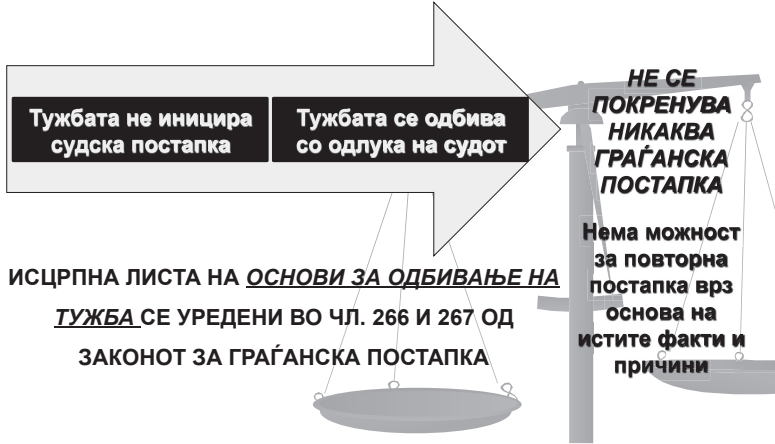 Тужбата не иницира
судска постапка
Тужбата се одбива
со одлука на судот
НЕ СЕ
ПОКРЕНУВА
НИКАКВА
ГРАЃАНСКА
ПОСТАПКА
Нема можност
за повторна
постапка врз
основа на
истите факти и
причини
ИСЦРПНА ЛИСТА НА ОСНОВИ ЗА ОДБИВАЊЕ НА
ТУЖБА СЕ УРЕДЕНИ ВО ЧЛ. 266 И 267 ОД
ЗАКОНОТ ЗА ГРАЃАНСКА ПОСТАПКА